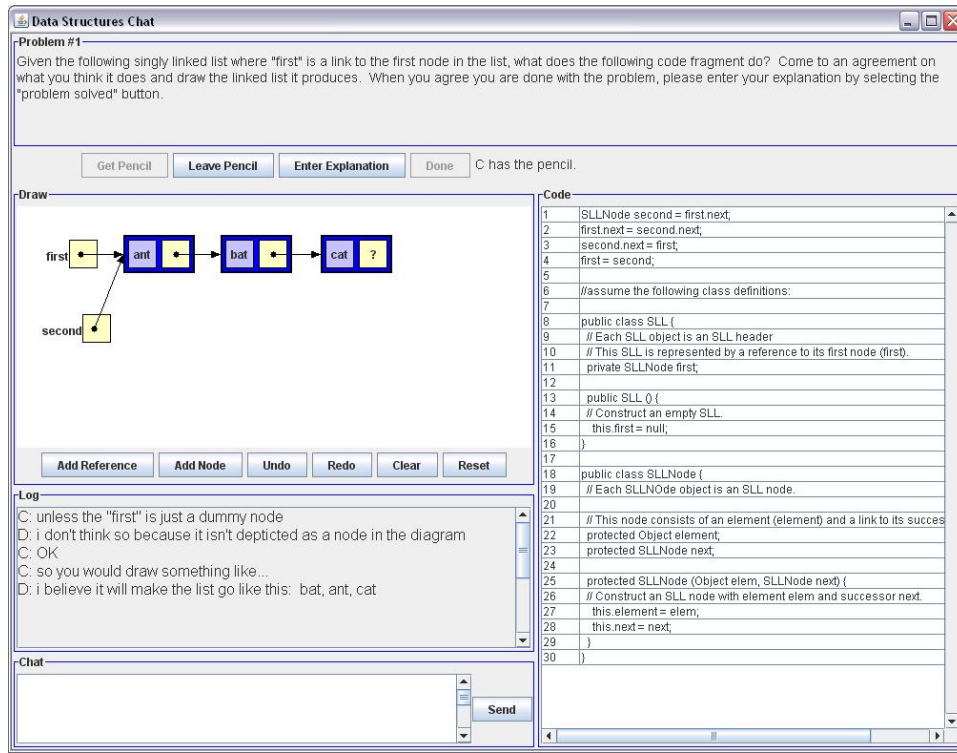 Data Structures Chat
Problem #1
Given the following singly linked list where "first" is a link to the first node in the list, what does the following code fragment do? Come to an agreement on
what you think it does and draw the linked list it produces. When you agree you are done with the problem, please enter your explanation by selecting the
"problem solved" button.
Get Pencil Leave Pencil Enter Explanation Done C has the pencil.
Draw
first ant bat cat ?
second
Add Reference Add Node Undo Redo Clear Reset
Log
C: unless the "first" is just a dummy node
D: i don't think so because it isn't depticted as a node in the diagram
C: OK
C: so you would draw something like...
D: i believe it will make the list go like this: bat, ant, cat
Chat
Send
Code
1 SLLNode second = first.next;
2 first.next = second.next;
3 second.next = first;
4 first = second;
5
6 //assume the following class definitions:
7
8 public class SLL {
9 // Each SLL object is an SLL header
10 // This SLL is represented by a reference to its first node (first).
11 private SLLNode first;
12
13 public SLL () {
14 // Construct an empty SLL.
15 this.first = null;
16 }
17
18 public class SLLNode {
19 // Each SLLNOde object is an SLL node.
20
21 // This node consists of an element (element) and a link to its succes
22 protected Object element;
23 protected SLLNode next;
24
25 protected SLLNode (Object elem, SLLNode next) {
26 // Construct an SLL node with element elem and successor next.
27 this.element = elem;
28 this.next = next;
29 }
30 }